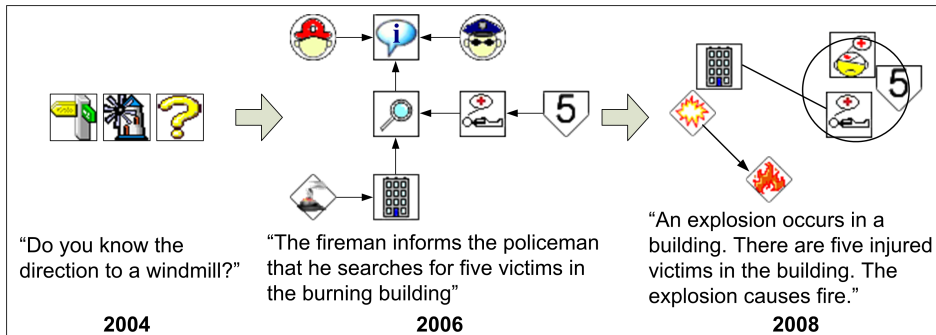 i
5
5
“Do you know the
direction to a windmill?”
“The fireman informs the policeman
that he searches for five victims in
the burning building”
“An explosion occurs in a
building. There are five injured
victims in the building. The
explosion causes fire.”
2004
2006
2008